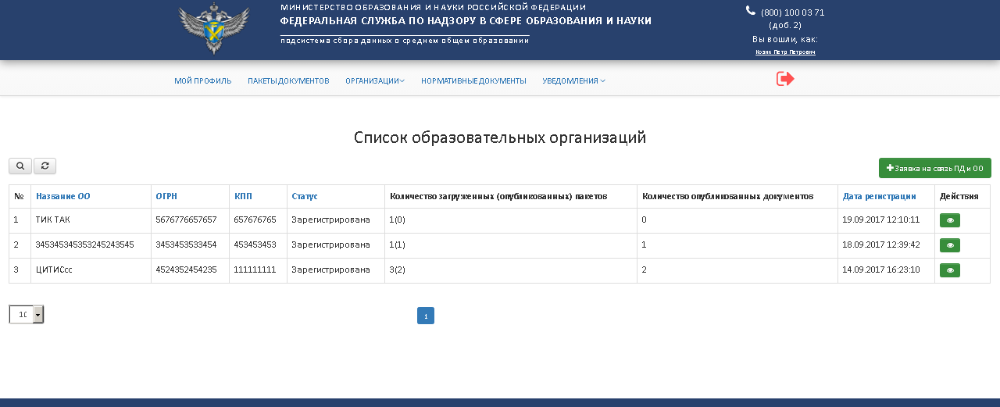 МИНИСТЕРСТВО ОБРАЗОВАНИЯ И НАУКИ РОССИЙСКОЙ ФЕДЕРАЦИИ
ФЕДЕРАЛЬНАЯ СЛУЖБА ПО НАДЗОРУ В СФЕРЕ ОБРАЗОВАНИЯ И НАУКИ
подсистема сбора данных о среднем общем образовании
(800) 100 03 71
(доб. 2)
Вы вошли, как:
Козик Петр Петрович
МОЙ ПРОФИЛЬ ПАКЕТЫ ДОКУМЕНТОВ ОРГАНИЗАЦИИ НОРМАТИВНЫЕ ДОКУМЕНТЫ УВЕДОМЛЕНИЯ
Список образовательных организаций
Заявка на связь ПД и ОО
№ Название ОО ОГРН КПП Статус Количество загруженных (опубликованных) пакетов Количество опубликованных документов Дата регистрации Действия
1 ТИК ТАК 5676776657657 657676765 Зарегистрирована 1(0) 0 19.09.2017 12:10:11
2 345345345353245243545 3453453533454 453453453 Зарегистрирована 1(1) 1 18.09.2017 12:39:42
3 ЦИТИСсс 4524352454235 111111111 Зарегистрирована 3(2) 2 14.09.2017 16:23:10
10 1